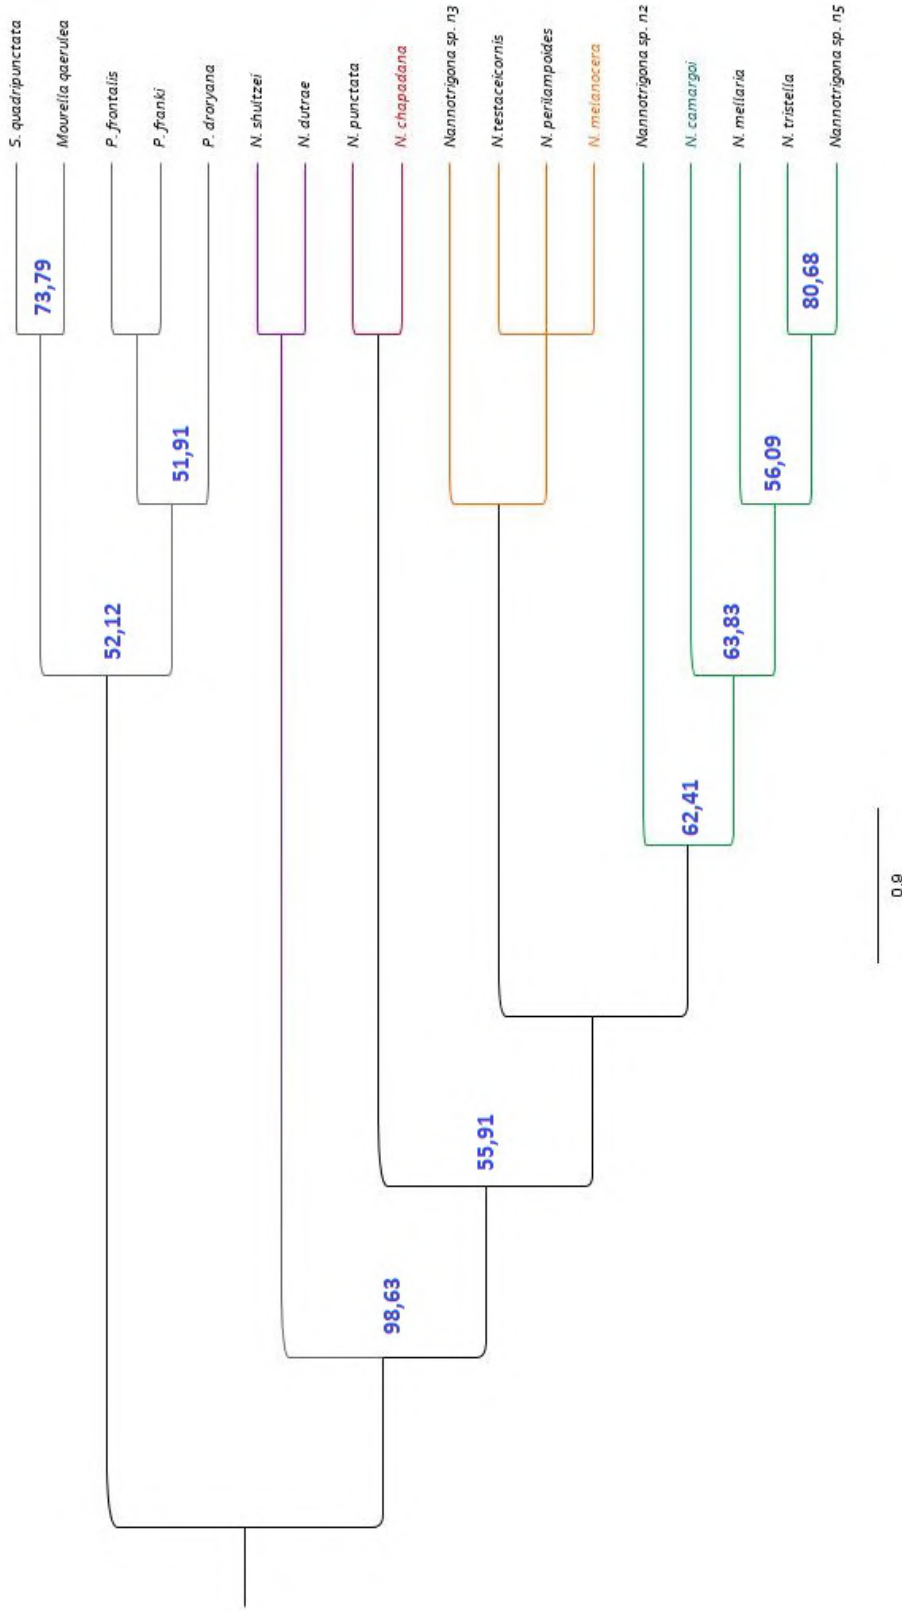 S. quadripunctata
Mourella qaerulea
P. frontalis
P. franki
P. droryana
N. shultzei
N. dutrae
N. punctata
N. chapadana
Nannotrigona sp. n3
N.testaceicornis
N. perilampoides
N. melanocera
Nannotrigona sp. n2
N. camargoi
N. mellaria
N. tristella
Nannotrigona sp. n5
73,79
80,68
51,91
56,09
52,12
63,83
62,41
55,91
98,63
0.9